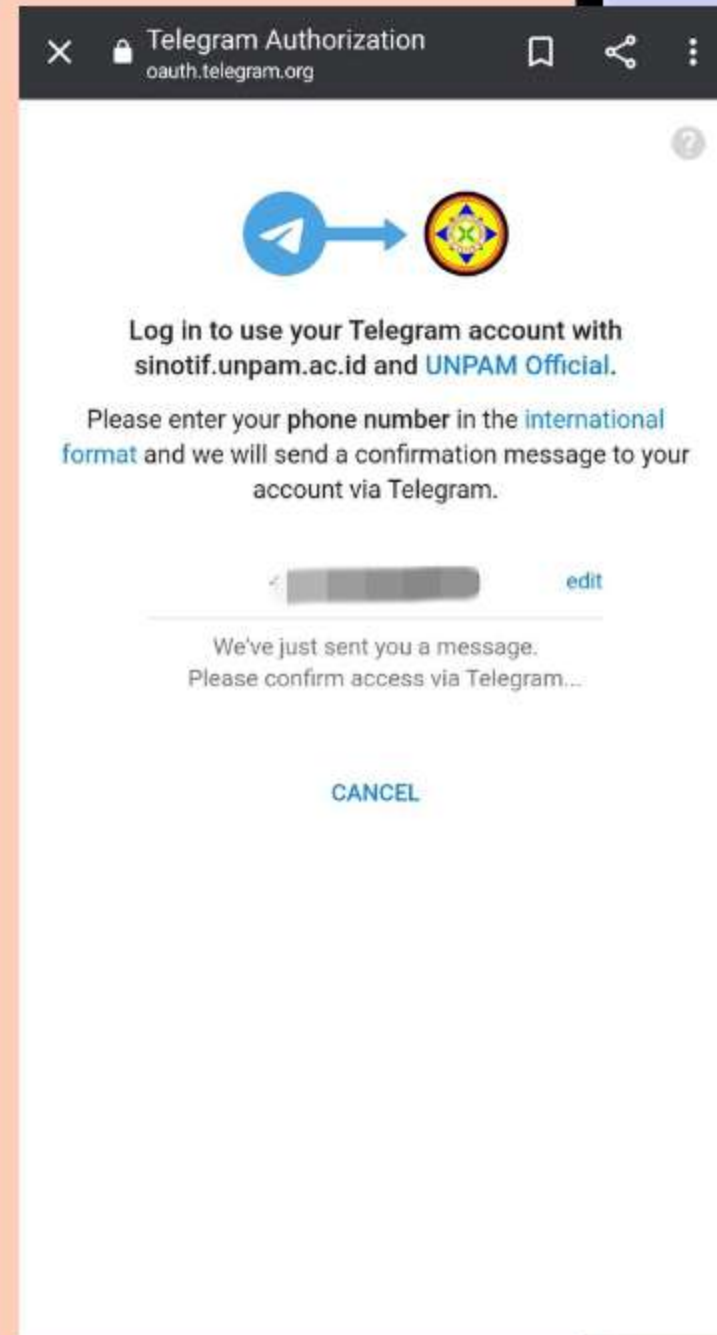 Telegram Authorization
oauth.telegram.org
?
Log in to use your Telegram account with
sinotif.unpam.ac.id and UNPAM Official.
Please enter your phone number in the international
format and we will send a confirmation message to your
account via Telegram.
edit
We've just sent you a message.
Please confirm access via Telegram...
CANCEL